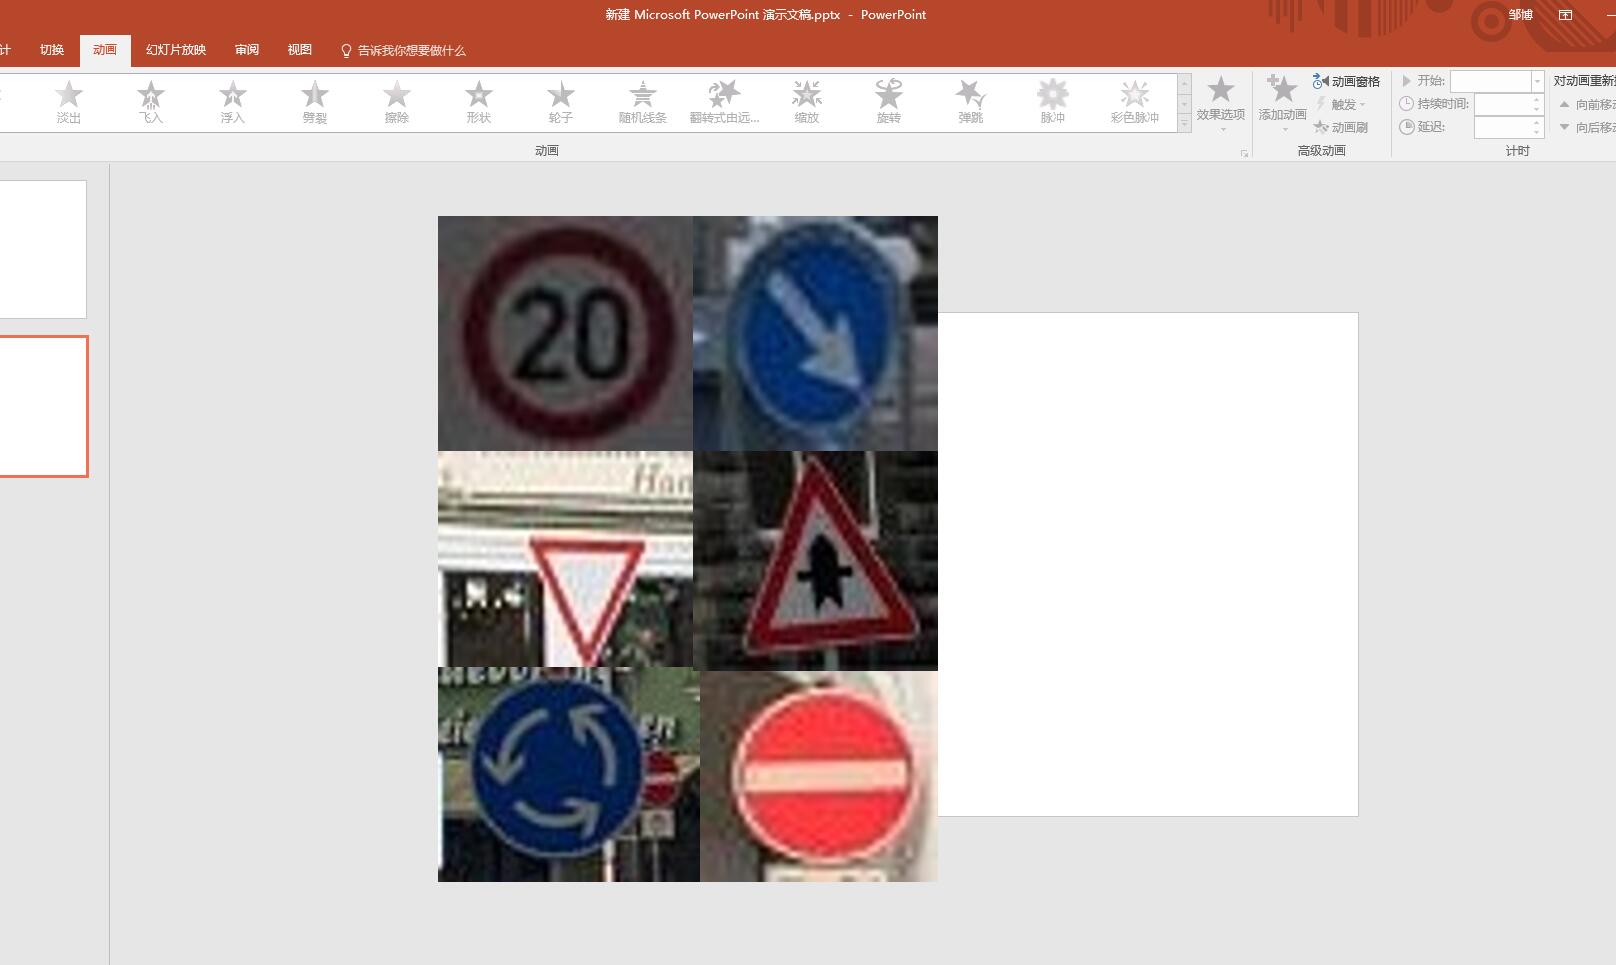 新建 Microsoft PowerPoint 演示文稿.pptx - PowerPoint
邹博
计 切换 动画 幻灯片放映 审阅 视图 告诉我你想要做什么
淡出 飞入 浮入 劈裂 擦除 形状 轮子 随机线条 翻转式由远... 缩放 旋转 弹跳 脉冲 彩色脉冲
效果选项
添加动画
动画窗格
触发
动画刷
开始:
持续时间:
延迟:
对动画重新
向前移
向后移
动画
高级动画
计时
20
Han